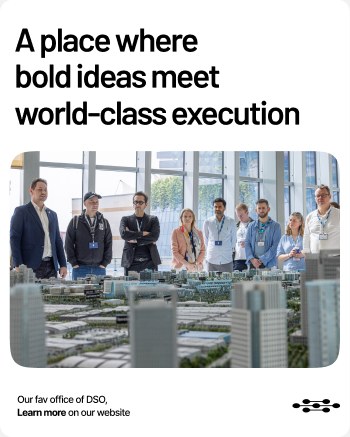 A place where
bold ideas meet
world-class execution
Our fav office of DSO,
Learn more on our website